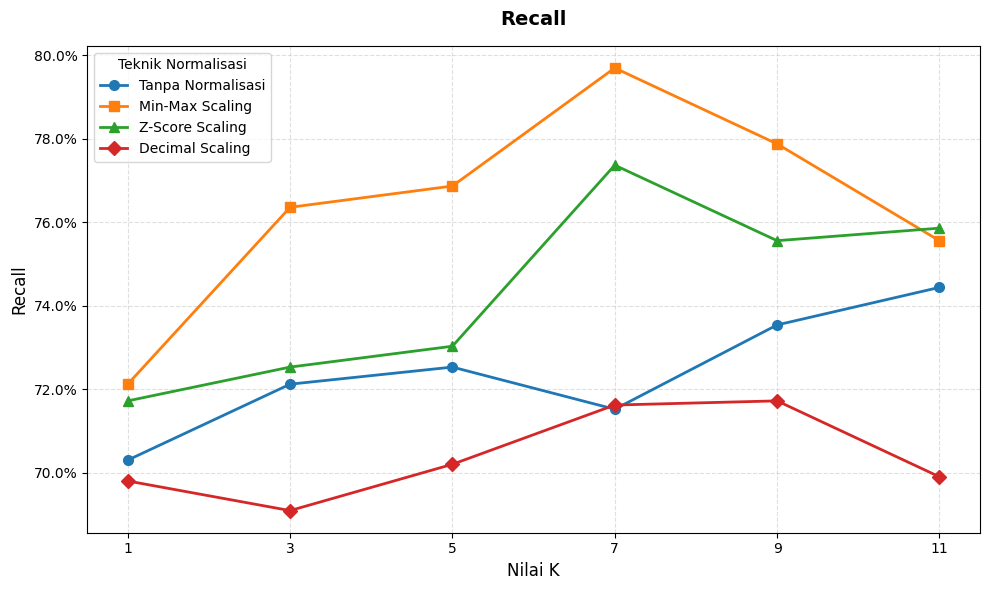 Recall
80.0%
78.0%
76.0%
74.0%
72.0%
70.0%
Recall
Teknik Normalisasi
Tanpa Normalisasi
Min-Max Scaling
Z-Score Scaling
Decimal Scaling
1 3 5 7 9 11
Nilai K